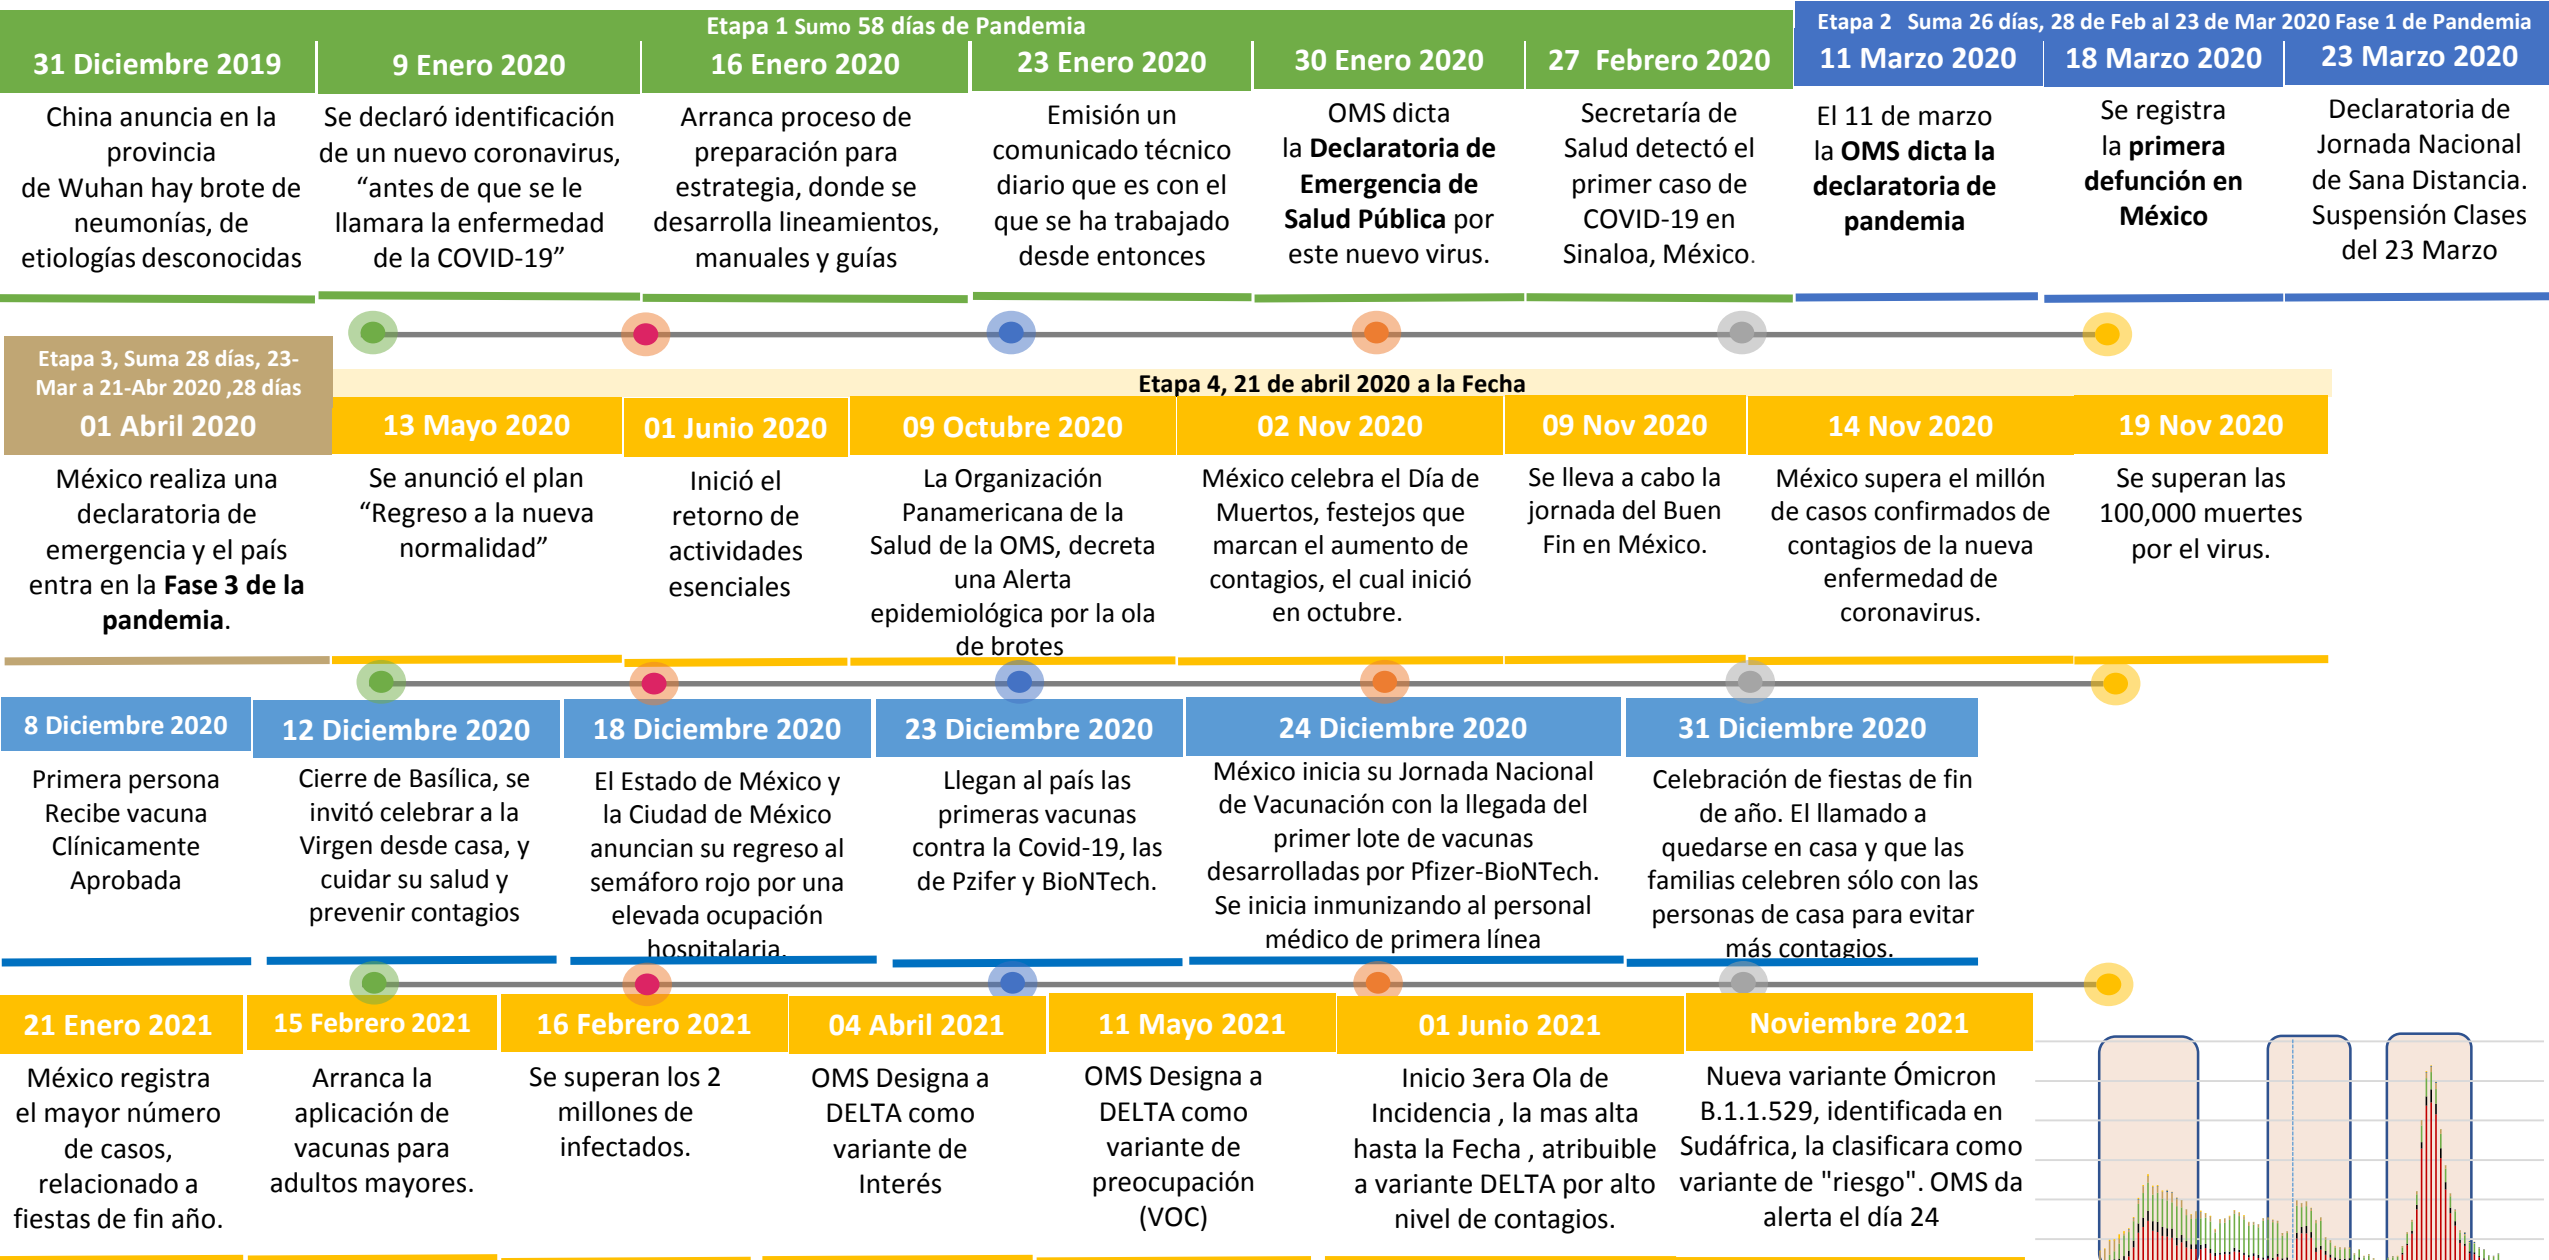 Etapa 1 Sumo 58 días de Pandemia
Etapa 2 Suma 26 días, 28 de Feb al 23 de Mar 2020 Fase 1 de Pandemia
31 Diciembre 2019
China anuncia en la
provincia
de Wuhan hay brote de
neumonías, de
etiologías desconocidas
9 Enero 2020
Se declaró identificación
de un nuevo coronavirus,
“antes de que se le
llamara la enfermedad
de la COVID-19”
16 Enero 2020
Arranca proceso de
preparación para
estrategia, donde se
desarrolla lineamientos,
manuales y guías
23 Enero 2020
Emisión un
comunicado técnico
diario que es con el
que se ha trabajado
desde entonces
30 Enero 2020
OMS dicta
la Declaratoria de
Emergencia de
Salud Pública por
este nuevo virus.
27 Febrero 2020
Secretaría de
Salud detectó el
primer caso de
COVID-19 en
Sinaloa, México.
11 Marzo 2020
El 11 de marzo
la OMS dicta la
declaratoria de
pandemia
18 Marzo 2020
Se registra
la primera
defunción en
México
23 Marzo 2020
Declaratoria de
Jornada Nacional
de Sana Distancia.
Suspensión Clases
del 23 Marzo
Etapa 3, Suma 28 días, 23-
Mar a 21-Abr 2020 ,28 días
01 Abril 2020
México realiza una
declaratoria de
emergencia y el país
entra en la Fase 3 de la
pandemia.
Etapa 4, 21 de abril 2020 a la Fecha
13 Mayo 2020
Se anunció el plan
“Regreso a la nueva
normalidad”
01 Junio 2020
Inició el
retorno de
actividades
esenciales
09 Octubre 2020
La Organización
Panamericana de la
Salud de la OMS, decreta
una Alerta
epidemiológica por la ola
de brotes
02 Nov 2020
México celebra el Día de
Muertos, festejos que
marcan el aumento de
contagios, el cual inició
en octubre.
09 Nov 2020
Se lleva a cabo la
jornada del Buen
Fin en México.
14 Nov 2020
México supera el millón
de casos confirmados de
contagios de la nueva
enfermedad de
coronavirus.
19 Nov 2020
Se superan las
100,000 muertes
por el virus.
8 Diciembre 2020
Primera persona
Recibe vacuna
Clínicamente
Aprobada
12 Diciembre 2020
Cierre de Basílica, se
invitó celebrar a la
Virgen desde casa, y
cuidar su salud y
prevenir contagios
18 Diciembre 2020
El Estado de México y
la Ciudad de México
anuncian su regreso al
semáforo rojo por una
elevada ocupación
hospitalaria.
23 Diciembre 2020
Llegan al país las
primeras vacunas
contra la Covid-19, las
de Pzifer y BioNTech.
24 Diciembre 2020
México inicia su Jornada Nacional
de Vacunación con la llegada del
primer lote de vacunas
desarrolladas por Pfizer-BioNTech.
Se inicia inmunizando al personal
médico de primera línea
31 Diciembre 2020
Celebración de fiestas de fin
de año. El llamado a
quedarse en casa y que las
familias celebren sólo con las
personas de casa para evitar
más contagios.
21 Enero 2021
México registra
el mayor número
de casos,
relacionado a
fiestas de fin año.
15 Febrero 2021
Arranca la
aplicación de
vacunas para
adultos mayores.
16 Febrero 2021
Se superan los 2
millones de
infectados.
04 Abril 2021
OMS Designa a
DELTA como
variante de
Interés
11 Mayo 2021
OMS Designa a
DELTA como
variante de
preocupación
(VOC)
01 Junio 2021
Inicio 3era Ola de
Incidencia , la mas alta
hasta la Fecha , atribuible
a variante DELTA por alto
nivel de contagios.
Noviembre 2021
Nueva variante Ómicron
B.1.1.529, identificada en
Sudáfrica, la clasificara como
variante de "riesgo". OMS da
alerta el día 24